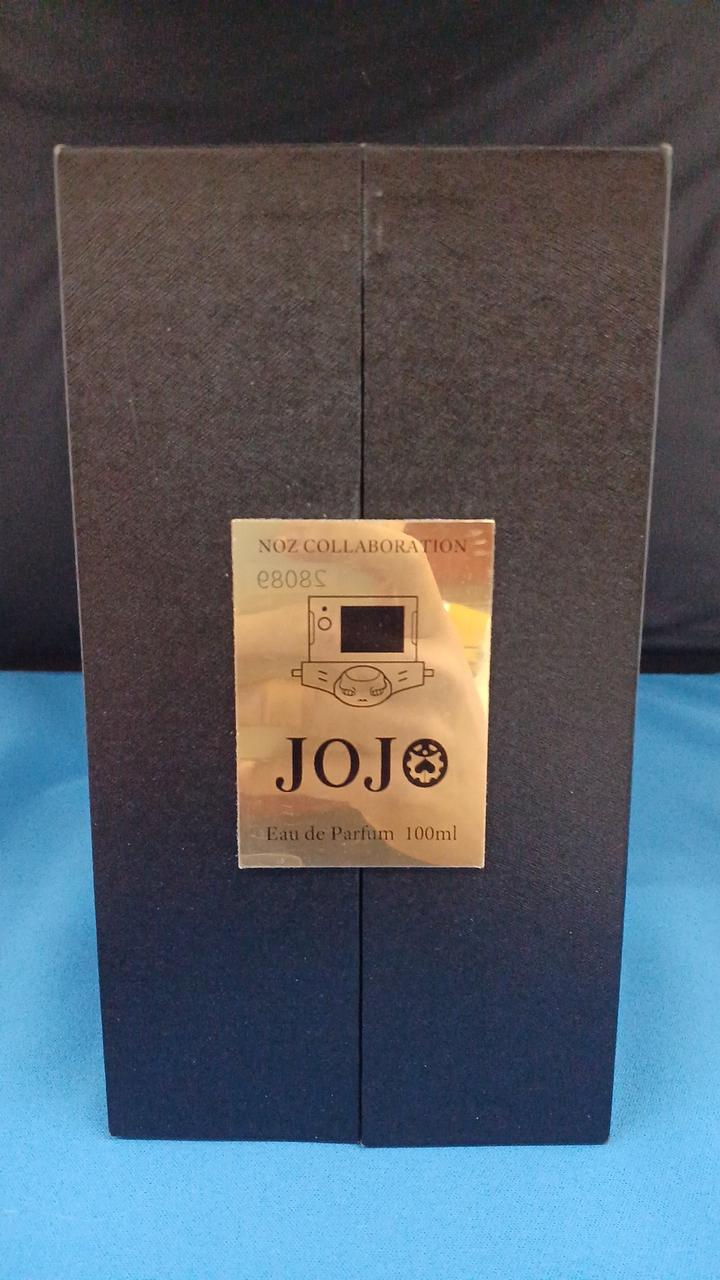 NOZ COLLABORATION
28089
JOJO
Eau de Parfum 100ml